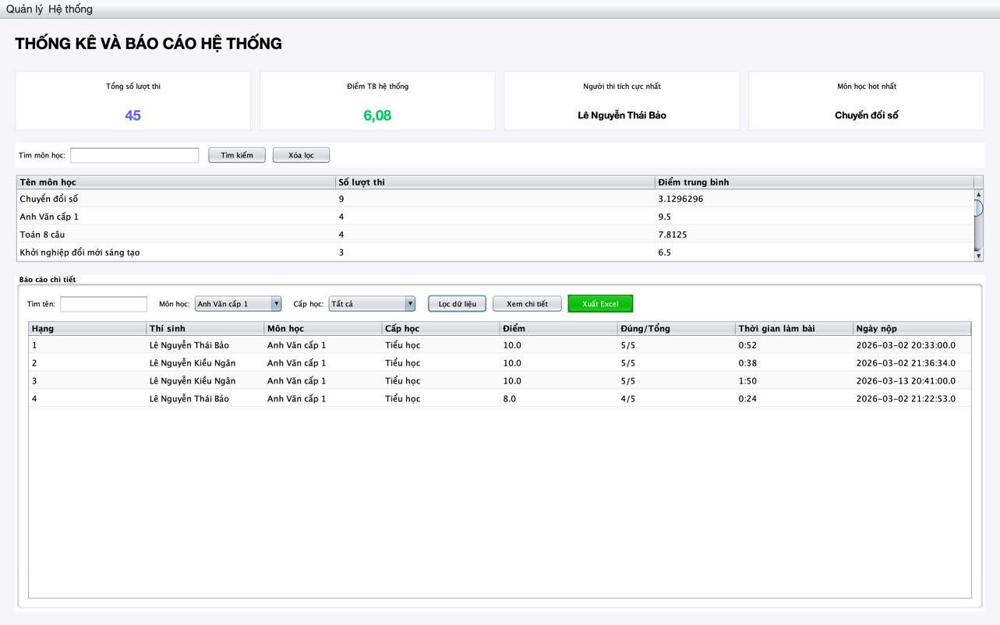 Quản lý Hệ thống
THỐNG KÊ VÀ BÁO CÁO HỆ THỐNG
Tổng số lượt thi
45
Điểm TB hệ thống
6,08
Người thi tích cực nhất
Lê Nguyễn Thái Bảo
Môn học hot nhất
Chuyển đổi số
Tìm môn học: Tìm kiếm Xóa lọc
Tên môn học Số lượt thi Điểm trung bình
Chuyển đổi số 9 3.1296296
Anh Văn cấp 1 4 9.5
Toán 8 câu 4 7.8125
Khởi nghiệp đổi mới sáng tạo 3 6.5
Báo cáo chi tiết
Tìm tên: Môn học: Anh Văn cấp 1 Cấp học: Tất cả Lọc dữ liệu Xem chi tiết Xuất Excel
Hạng Thí sinh Môn học Cấp học Điểm Đúng/Tổng Thời gian làm bài Ngày nộp
1 Lê Nguyễn Thái Bảo Anh Văn cấp 1 Tiểu học 10.0 5/5 0:52 2026-03-02 20:33:00.0
2 Lê Nguyễn Kiều Ngân Anh Văn cấp 1 Tiểu học 10.0 5/5 0:38 2026-03-02 21:36:34.0
3 Lê Nguyễn Kiều Ngân Anh Văn cấp 1 Tiểu học 10.0 5/5 1:50 2026-03-13 20:41:00.0
4 Lê Nguyễn Thái Bảo Anh Văn cấp 1 Tiểu học 8.0 4/5 0:24 2026-03-02 21:22:53.0